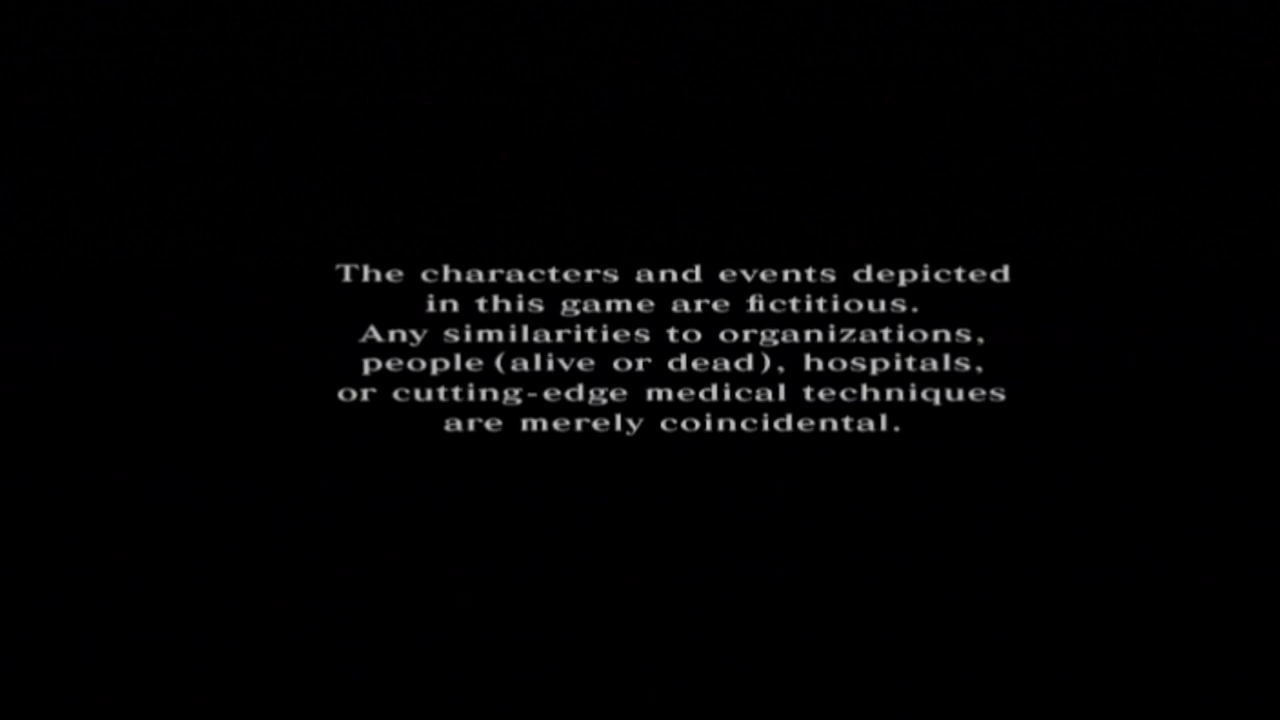 The characters and events depicted
in this game are fictitious.
Any similarities to organizations,
people (alive or dead), hospitals,
or cutting-edge medical techniques
are merely coincidental.